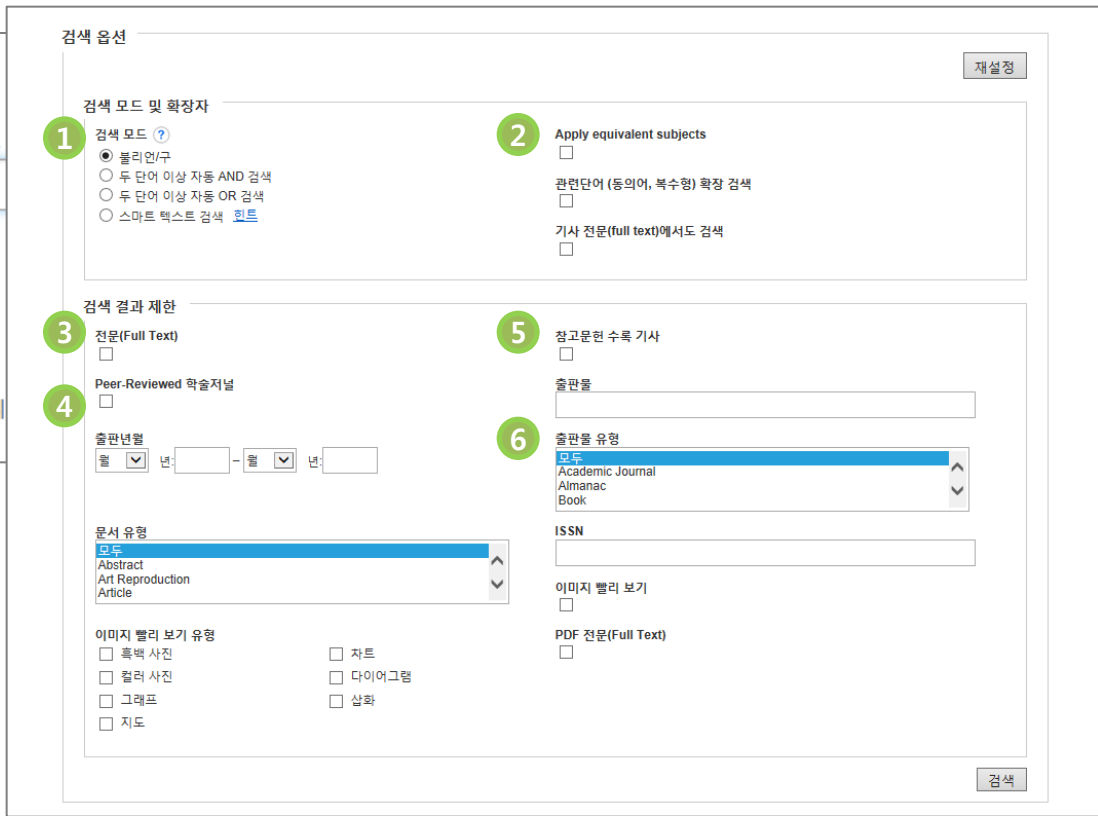 검색 옵션
재설정
검색 모드 및 확장자
1
검색 모드 ?
불리언/구
두 단어 이상 자동 AND 검색
두 단어 이상 자동 OR 검색
스마트 텍스트 검색 힌트
2
Apply equivalent subjects
관련단어 (동의어, 복수형) 확장 검색
기사 전문(full text)에서도 검색
검색 결과 제한
3
전문(Full Text)
4
Peer-Reviewed 학술저널
출판년월
월 년: – 월 년:
문서 유형
모두
Abstract
Art Reproduction
Article
이미지 빨리 보기 유형
흑백 사진 차트
컬러 사진 다이어그램
그래프 삽화
지도
5
참고문헌 수록 기사
출판물
6
출판물 유형
모두
Academic Journal
Almanac
Book
ISSN
이미지 빨리 보기
PDF 전문(Full Text)
검색